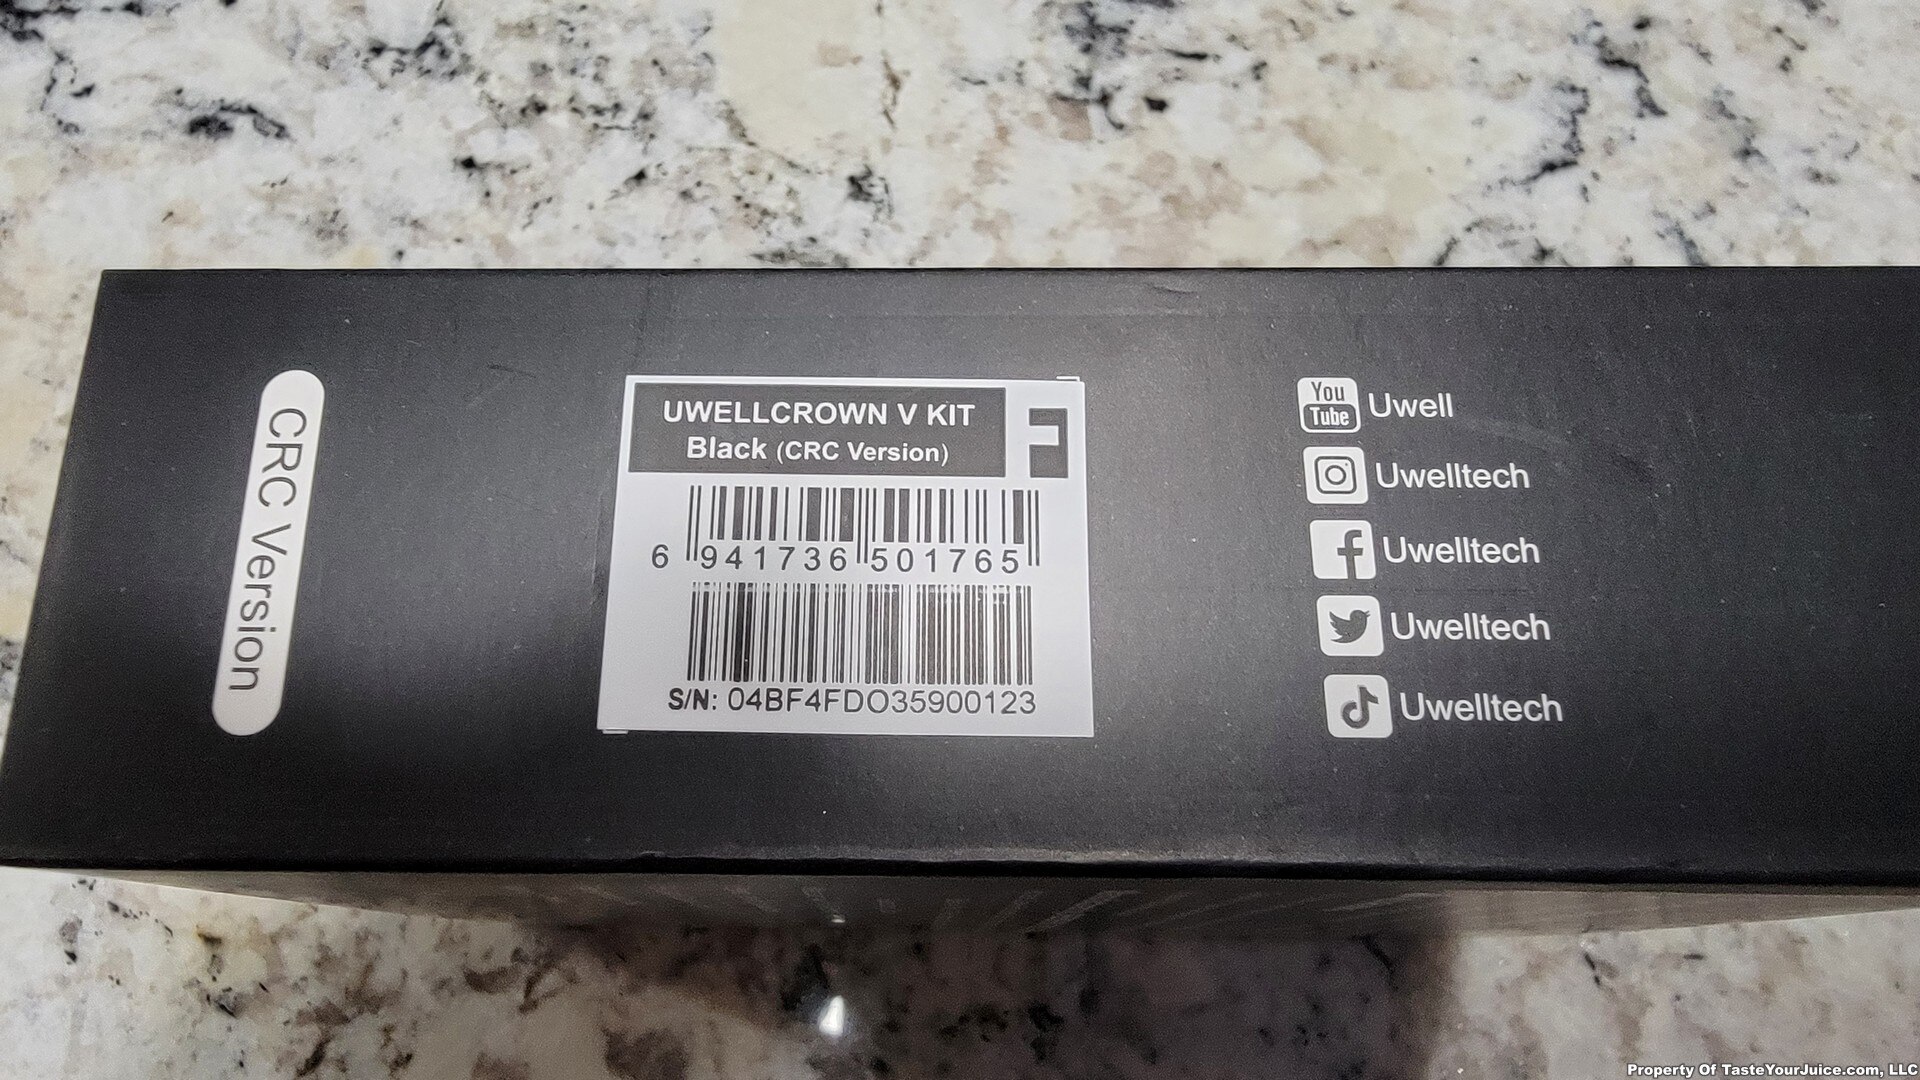 CRC Version
UWELLCROWN V KIT
Black (CRC Version)
6 941736 501765
S/N: 04BF4FDO35900123
You
Tube
Uwell
Uwelltech
Uwelltech
Uwelltech
Uwelltech
Property Of TasteYourJuice.com, LLC